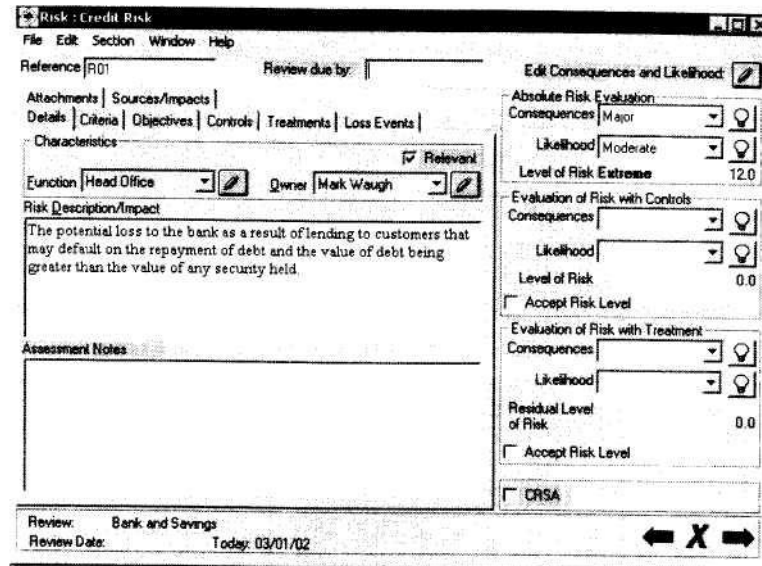 Risk : Credit Risk
File Edit Section Window Help
Reference R01 Review due by: Edit Consequences and Likelihood:
Attachments Sources/Impacts
Details Criteria Objectives Controls Treatments Loss Events
Characteristics
Relevant
Function Head Office Owner Mark Waugh
Risk Description/Impact
The potential loss to the bank as a result of lending to customers that
may default on the repayment of debt and the value of debt being
greater than the value of any security held.
Assessment Notes
Absolute Risk Evaluation
Consequences Major
Likelihood Moderate
Level of Risk Extreme 12.0
Evaluation of Risk with Controls
Consequences
Likelihood
Level of Risk 0.0
Accept Risk Level
Evaluation of Risk with Treatment
Consequences
Likelihood
Residual Level
of Risk 0.0
Accept Risk Level
CRSA
Review: Bank and Savings
Review Date: Today: 03/01/02
X